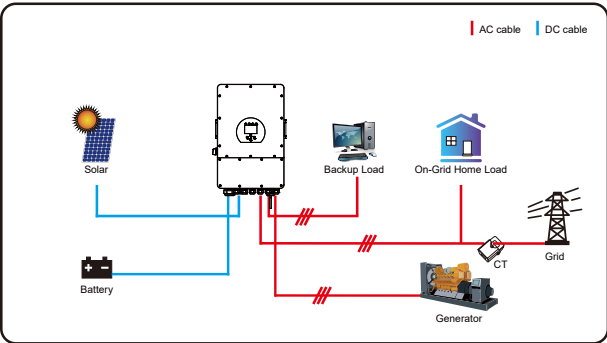 AC cable
DC cable
Solar
Backup Load
On-Grid Home Load
CT
Grid
Battery
Generator